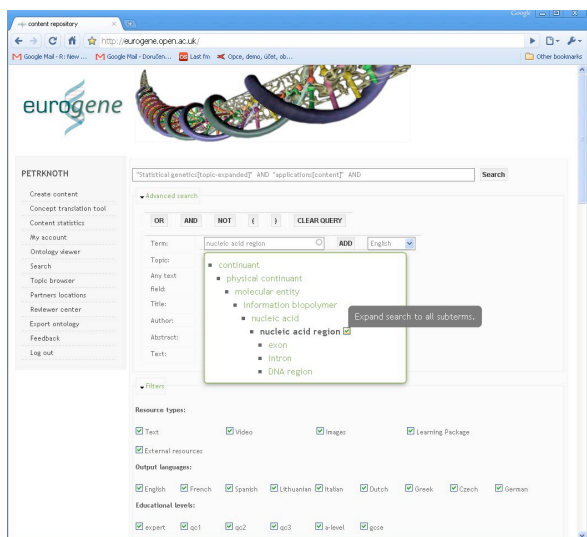 Google
content repository
http://eurogene.open.ac.uk/
Google Mail - R: New ... Google Mail - Doručen... Last fm Opce, demo, účet, ob... Other bookmarks
eurogene
PETRKNOTH
Create content
Concept translation tool
Content statistics
My account
Ontology viewer
Search
Topic browser
Partners locations
Reviewer center
Export ontology
Feedback
Log out
"Statistical genetics[topic-expanded]" AND "applications[content]" AND Search
Advanced search
OR AND NOT ( ) CLEAR QUERY
Term: nucleic acid region ADD English
Topic:
Any text field:
Title:
Author:
Abstract:
Text:
continuant
physical continuant
molecular entity
information biopolymer
nucleic acid
nucleic acid region
exon
intron
DNA region
Expand search to all subterms.
Filters
Resource types:
Text Video Images Learning Package
External resources
Output languages:
English French Spanish Lithuanian Italian Dutch Greek Czech German
Educational levels:
expert qc1 qc2 qc3 a-level gcse